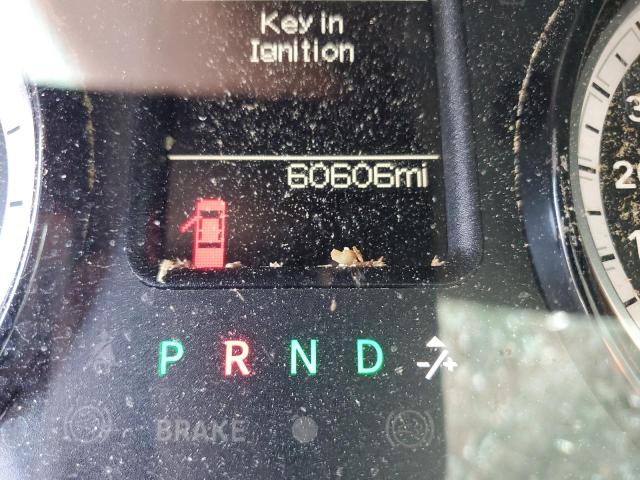 Key in
Ignition
60606mi
P R N D +
BRAKE